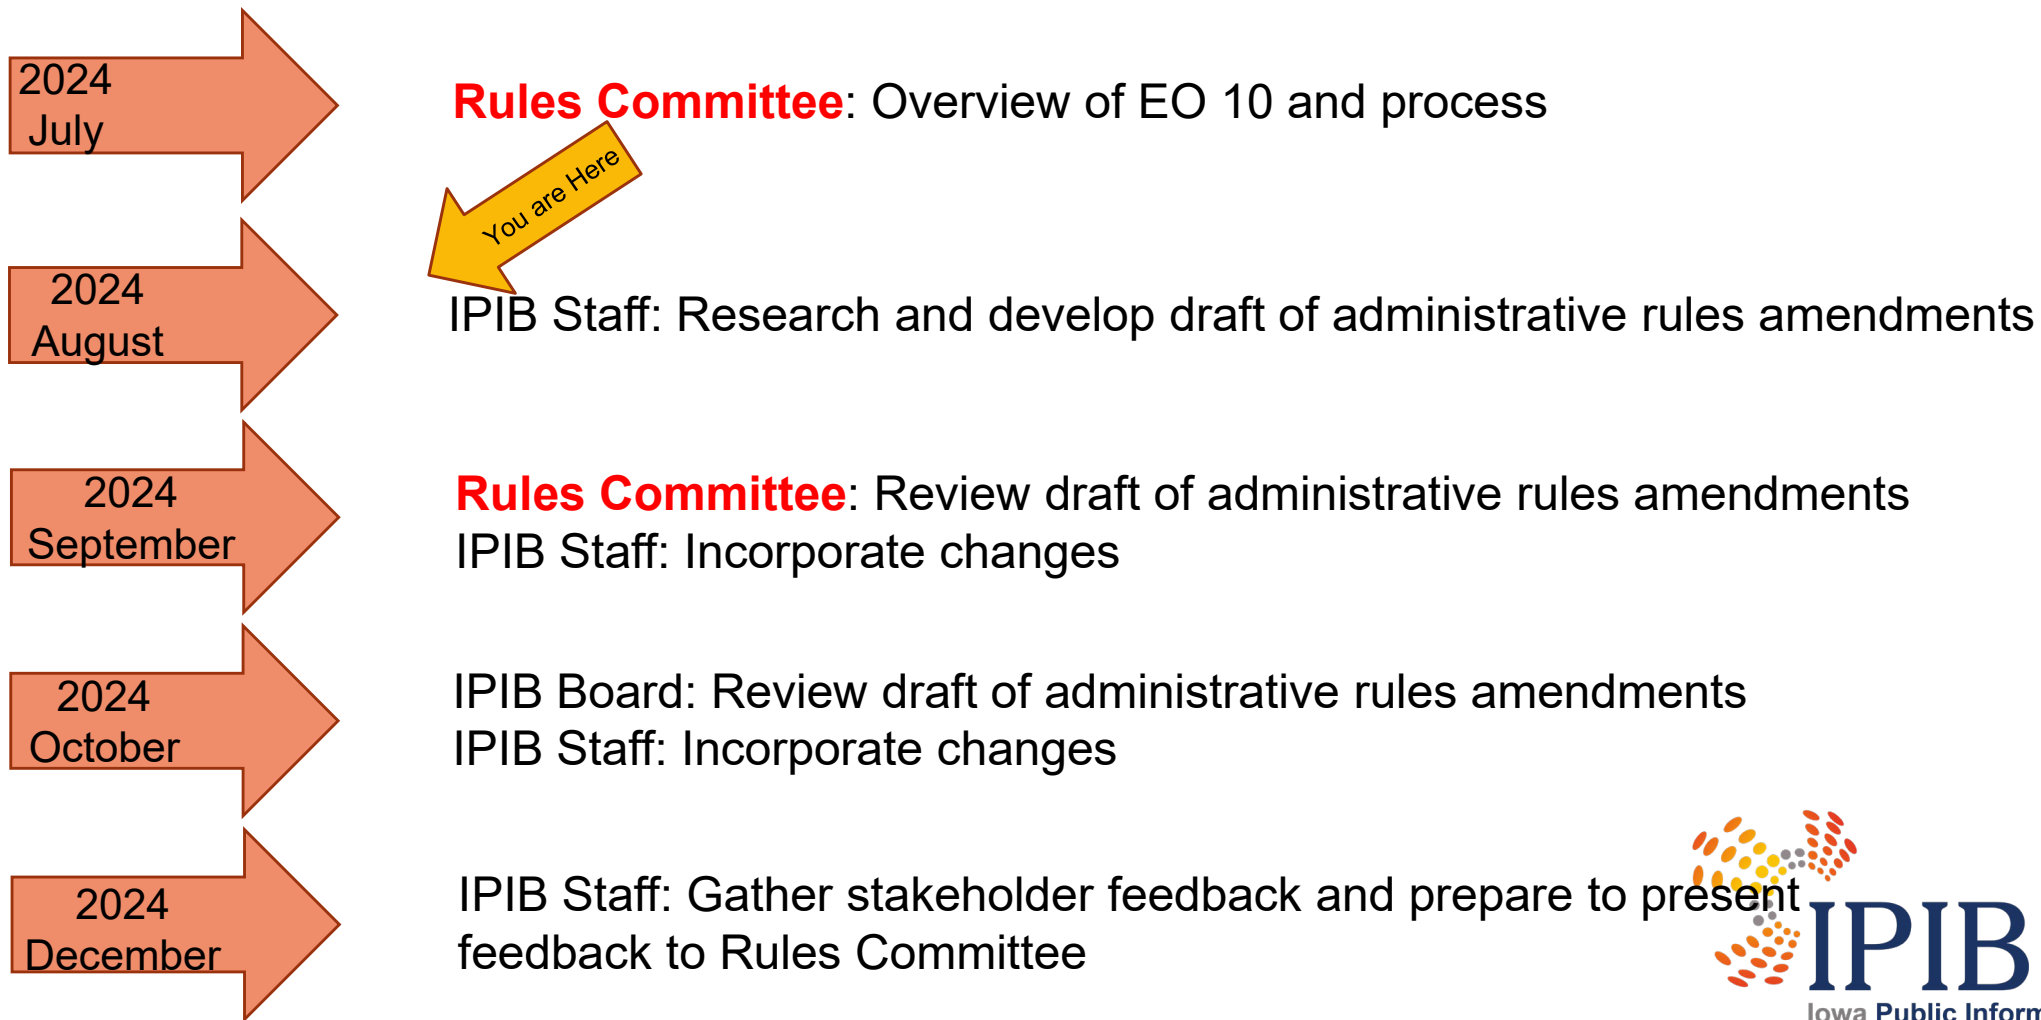 2024
July
Rules Committee: Overview of EO 10 and process
You are Here
2024
August
IPIB Staff: Research and develop draft of administrative rules amendments
2024
September
Rules Committee: Review draft of administrative rules amendments
IPIB Staff: Incorporate changes
2024
October
IPIB Board: Review draft of administrative rules amendments
IPIB Staff: Incorporate changes
2024
December
IPIB Staff: Gather stakeholder feedback and prepare to present
feedback to Rules Committee
IPIB
Iowa Public Inform